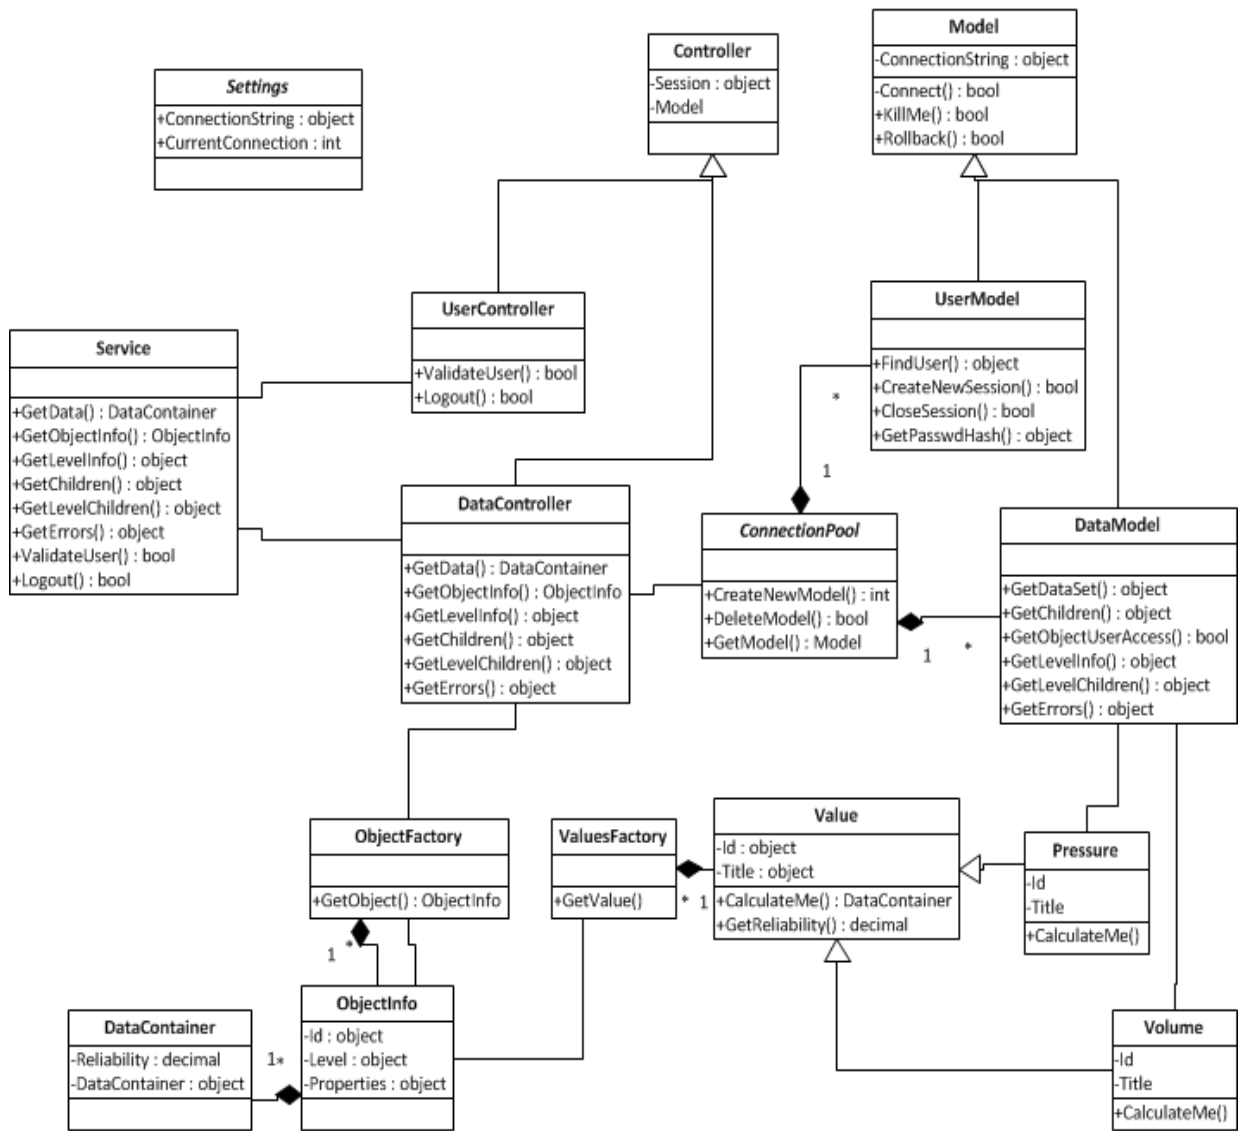 Settings
+ConnectionString : object
+CurrentConnection : int
Controller
-Session : object
-Model
Model
-ConnectionString : object
-Connect() : bool
+KillMe() : bool
+Rollback() : bool
UserController
+ValidateUser() : bool
+Logout() : bool
UserModel
+FindUser() : object
+CreateNewSession() : bool
+CloseSession() : bool
+GetPasswdHash() : object
Service
+GetData() : DataContainer
+GetObjectInfo() : ObjectInfo
+GetLevelInfo() : object
+GetChildren() : object
+GetLevelChildren() : object
+GetErrors() : object
+ValidateUser() : bool
+Logout() : bool
*
1
DataController
+GetData() : DataContainer
+GetObjectInfo() : ObjectInfo
+GetLevelInfo() : object
+GetChildren() : object
+GetLevelChildren() : object
+GetErrors() : object
ConnectionPool
+CreateNewModel() : int
+DeleteModel() : bool
+GetModel() : Model
1
*
DataModel
+GetDataSet() : object
+GetChildren() : object
+GetObjectUserAccess() : bool
+GetLevelInfo() : object
+GetLevelChildren() : object
+GetErrors() : object
ObjectFactory
+GetObject() : ObjectInfo
1
*
ValuesFactory
+GetValue()
*
1
Value
-Id : object
-Title : object
+CalculateMe() : DataContainer
+GetReliability() : decimal
Pressure
-Id
-Title
+CalculateMe()
DataContainer
-Reliability : decimal
-DataContainer : object
1*
ObjectInfo
-Id : object
-Level : object
-Properties : object
Volume
-Id
-Title
+CalculateMe()